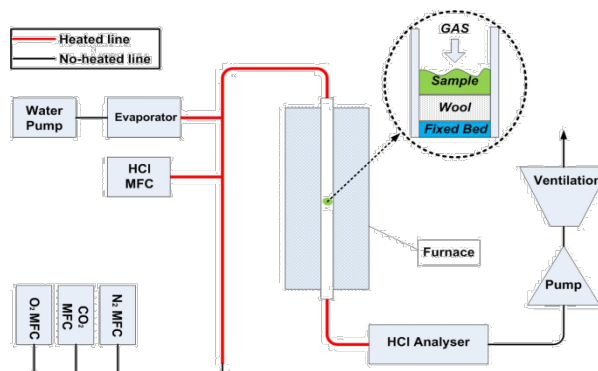 Heated line
No-heated line
Water
Pump
Evaporator
HCl
MFC
O₂ MFC
CO₂
MFC
N₂ MFC
GAS
Sample
Wool
Fixed Bed
Furnace
HCl Analyser
Ventilation
Pump